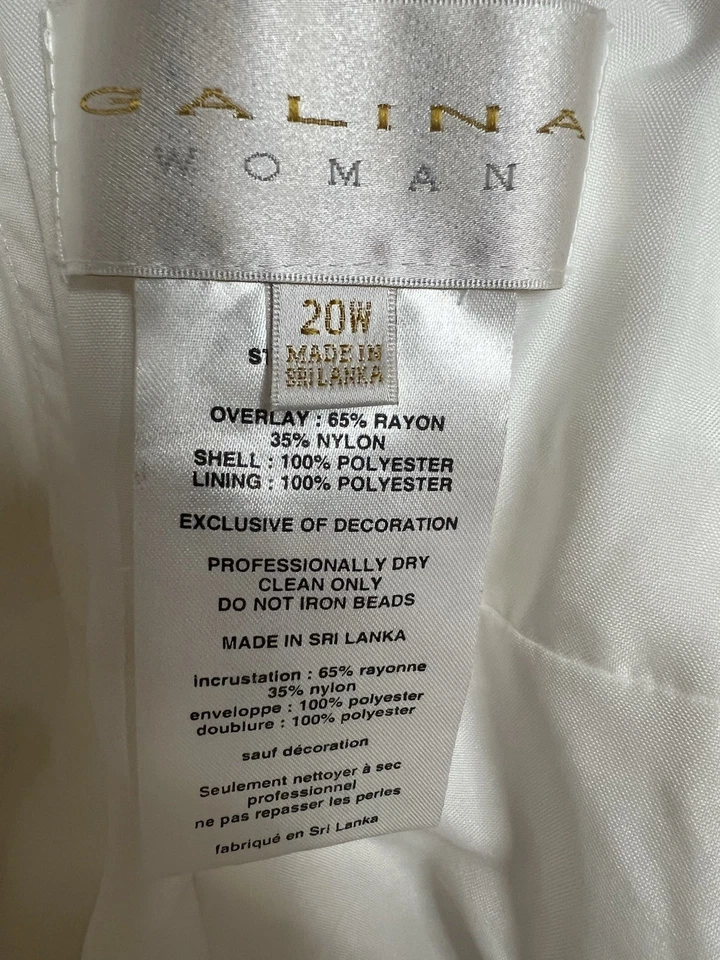 GALINA
WOMAN
20W
MADE IN
SRI LANKA
OVERLAY : 65% RAYON
35% NYLON
SHELL : 100% POLYESTER
LINING : 100% POLYESTER
EXCLUSIVE OF DECORATION
PROFESSIONALLY DRY
CLEAN ONLY
DO NOT IRON BEADS
MADE IN SRI LANKA
incrustation : 65% rayonne
35% nylon
enveloppe : 100% polyester
doublure : 100% polyester
sauf décoration
Seulement nettoyer à sec
professionnel
ne pas repasser les perles
fabriqué en Sri Lanka